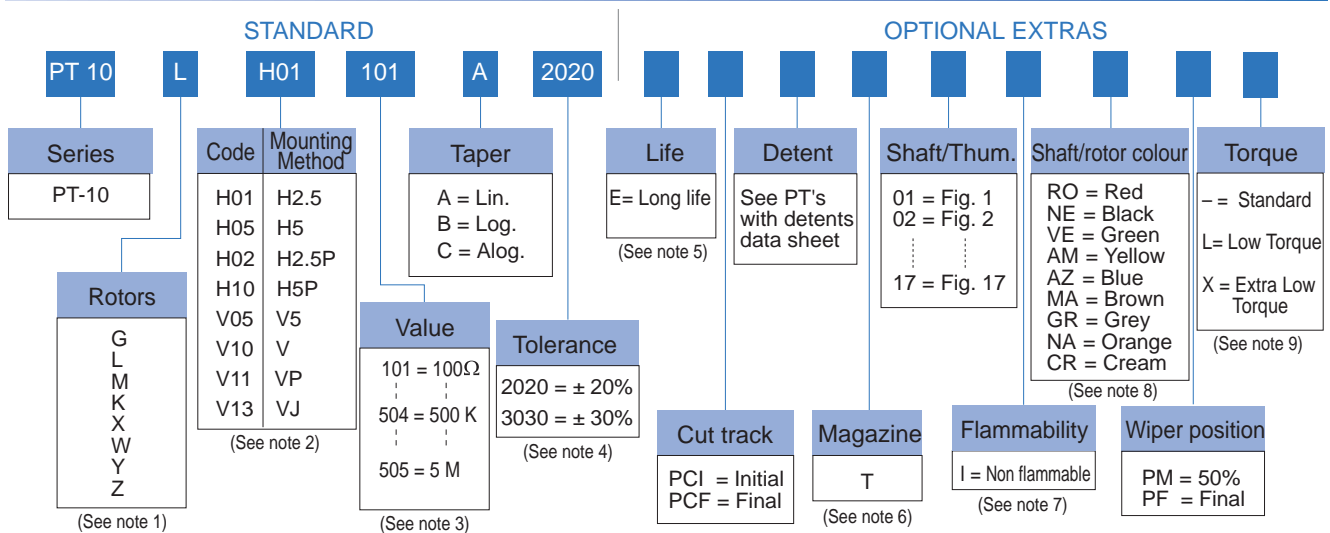 STANDARD
OPTIONAL EXTRAS
PT 10 L H01 101 A 2020
Series
PT-10
Rotors
G
L
M
K
X
W
Y
Z
(See note 1)
Code Mounting Method
H01 H2.5
H05 H5
H02 H2.5P
H10 H5P
V05 V5
V10 V
V11 VP
V13 VJ
(See note 2)
Value
101 = 100Ω
504 = 500 K
505 = 5 M
(See note 3)
Taper
A = Lin.
B = Log.
C = Alog.
Tolerance
2020 = ± 20%
3030 = ± 30%
(See note 4)
Life
E= Long life
(See note 5)
Cut track
PCI = Initial
PCF = Final
Detent
See PT's
with detents
data sheet
Magazine
T
(See note 6)
Shaft/Thum.
01 = Fig. 1
02 = Fig. 2
17 = Fig. 17
Flammability
I = Non flammable
(See note 7)
Shaft/rotor colour
RO = Red
NE = Black
VE = Green
AM = Yellow
AZ = Blue
MA = Brown
GR = Grey
NA = Orange
CR = Cream
(See note 8)
Wiper position
PM = 50%
PF = Final
Torque
– = Standard
L= Low Torque
X = Extra Low
Torque
(See note 9)